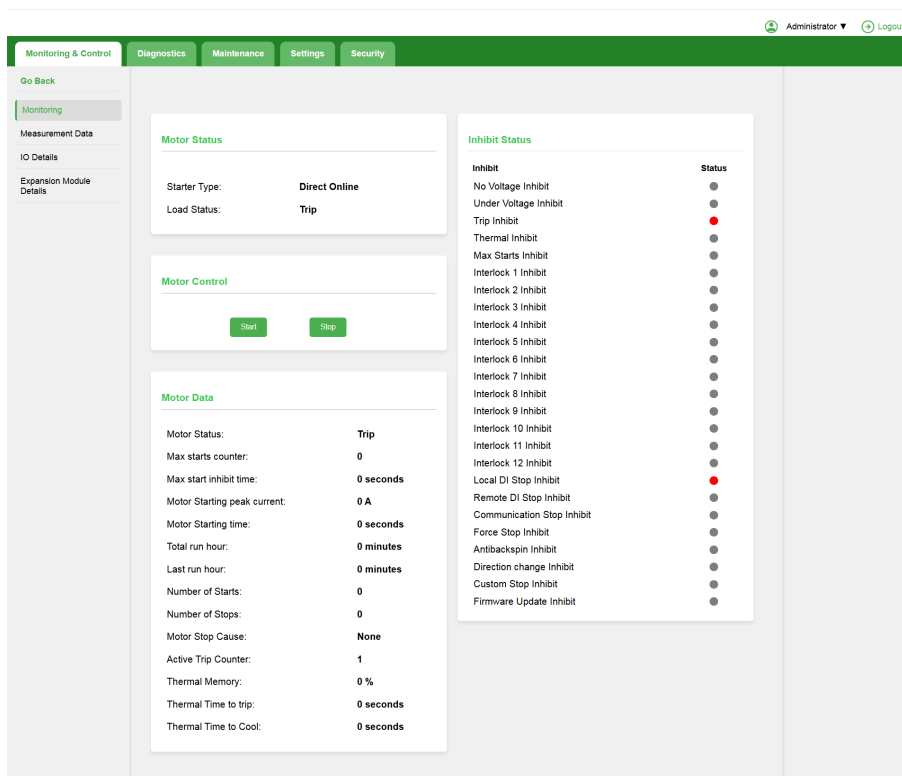 Administrator ▼ Logout
Monitoring & Control Diagnostics Maintenance Settings Security
Go Back
Monitoring
Measurement Data
IO Details
Expansion Module
Details
Motor Status
Starter Type: Direct Online
Load Status: Trip
Motor Control
Start Stop
Motor Data
Motor Status: Trip
Max starts counter: 0
Max start inhibit time: 0 seconds
Motor Starting peak current: 0 A
Motor Starting time: 0 seconds
Total run hour: 0 minutes
Last run hour: 0 minutes
Number of Starts: 0
Number of Stops: 0
Motor Stop Cause: None
Active Trip Counter: 1
Thermal Memory: 0 %
Thermal Time to trip: 0 seconds
Thermal Time to Cool: 0 seconds
Inhibit Status
Inhibit Status
No Voltage Inhibit
Under Voltage Inhibit
Trip Inhibit
Thermal Inhibit
Max Starts Inhibit
Interlock 1 Inhibit
Interlock 2 Inhibit
Interlock 3 Inhibit
Interlock 4 Inhibit
Interlock 5 Inhibit
Interlock 6 Inhibit
Interlock 7 Inhibit
Interlock 8 Inhibit
Interlock 9 Inhibit
Interlock 10 Inhibit
Interlock 11 Inhibit
Interlock 12 Inhibit
Local DI Stop Inhibit
Remote DI Stop Inhibit
Communication Stop Inhibit
Force Stop Inhibit
Antibackspin Inhibit
Direction change Inhibit
Custom Stop Inhibit
Firmware Update Inhibit